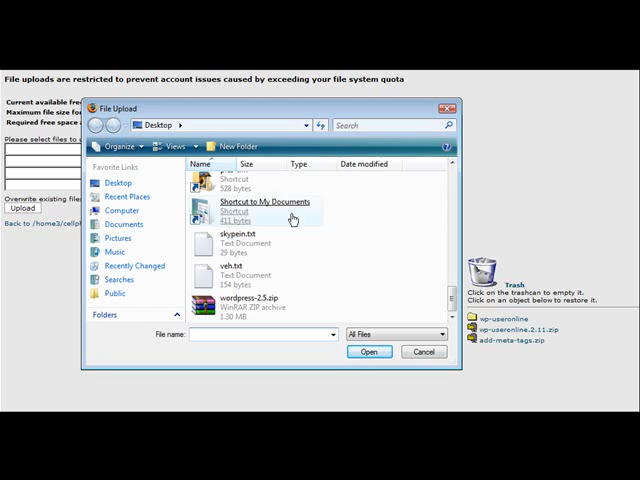 File uploads are restricted to prevent account issues caused by exceeding your file system quota
Current available fre
Maximum file size for
Required free space a
Please select files to u
Overwrite existing files
Upload
Back to /home3/cellph
File Upload
Desktop
Search
Organize Views New Folder
Name Size Type Date modified
Favorite Links
Desktop
Recent Places
Computer
Documents
Pictures
Music
Recently Changed
Searches
Public
Folders
Shortcut
528 bytes
Shortcut to My Documents
Shortcut
411 bytes
skypein.txt
Text Document
29 bytes
veh.txt
Text Document
154 bytes
wordpress-2.5.zip
WinRAR ZIP archive
1.30 MB
File name: All Files
Open Cancel
Trash
Click on the trashcan to empty it.
Click on an object below to restore it.
wp-useronline
wp-useronline.2.11.zip
add-meta-tags.zip